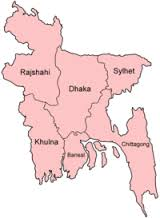 Rajshahi
Sylhet
Dhaka
Khulna
Barisal
Chittagong